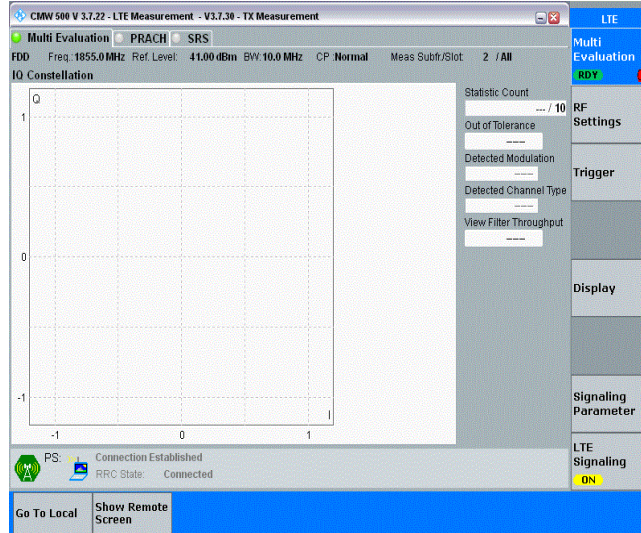 CMW 500 V 3.7.22 - LTE Measurement - V3.7.30 - TX Measurement
Multi Evaluation PRACH SRS
FDD Freq.:1855.0 MHz Ref. Level: 41.00 dBm BW:10.0 MHz CP :Normal Meas Subfr./Slot: 2 / All
IQ Constellation
Q
1
0
-1
I
-1 0 1
Statistic Count
--- / 10
Out of Tolerance
---
Detected Modulation
---
Detected Channel Type
---
View Filter Throughput
---
PS: Connection Established
RRC State: Connected
LTE
Multi
Evaluation
RDY
RF
Settings
Trigger
Display
Signaling
Parameter
LTE
Signaling
ON
Go To Local
Show Remote
Screen